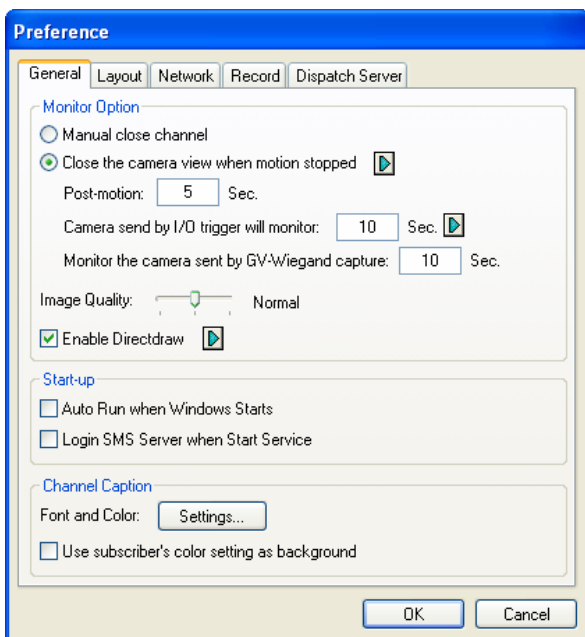 Preference
General Layout Network Record Dispatch Server
Monitor Option
Manual close channel
Close the camera view when motion stopped
Post-motion: 5 Sec.
Camera send by I/O trigger will monitor: 10 Sec.
Monitor the camera sent by GV-Wiegand capture: 10 Sec.
Image Quality: Normal
Enable Directdraw
Start-up
Auto Run when Windows Starts
Login SMS Server when Start Service
Channel Caption
Font and Color: Settings...
Use subscriber's color setting as background
OK Cancel